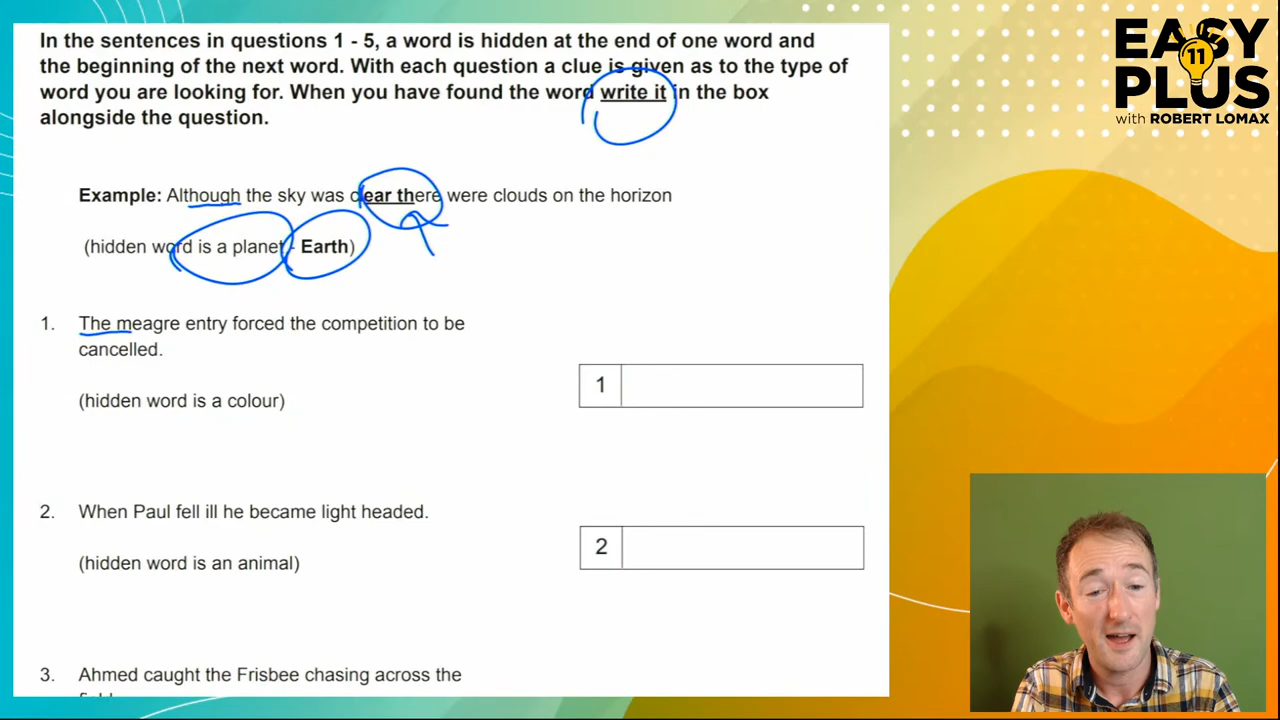 In the sentences in questions 1 - 5, a word is hidden at the end of one word and
the beginning of the next word. With each question a clue is given as to the type of
word you are looking for. When you have found the word write it in the box
alongside the question.
Example: Although the sky was clear there were clouds on the horizon
(hidden word is a planet - Earth)
1. The meagre entry forced the competition to be
cancelled.
(hidden word is a colour)
1
2. When Paul fell ill he became light headed.
(hidden word is an animal)
2
3. Ahmed caught the Frisbee chasing across the
EASY
11
PLUS
with ROBERT LOMAX